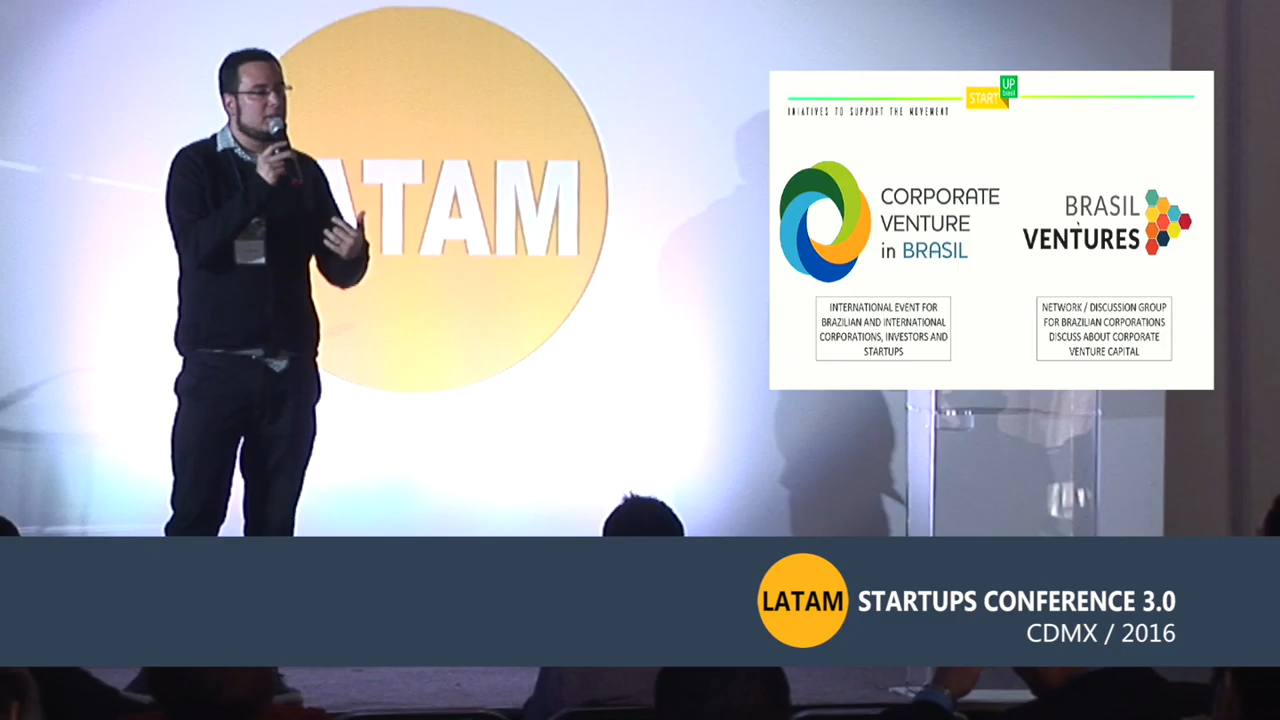 LATAM
START
UP
brasil
INIATIVES TO SUPPORT THE MOVEMENT
CORPORATE
VENTURE
in BRASIL
INTERNATIONAL EVENT FOR
BRAZILIAN AND INTERNATIONAL
CORPORATIONS, INVESTORS AND
STARTUPS
BRASIL
VENTURES
NETWORK / DISCUSSION GROUP
FOR BRAZILIAN CORPORATIONS
DISCUSS ABOUT CORPORATE
VENTURE CAPITAL
LATAM
STARTUPS CONFERENCE 3.0
CDMX / 2016